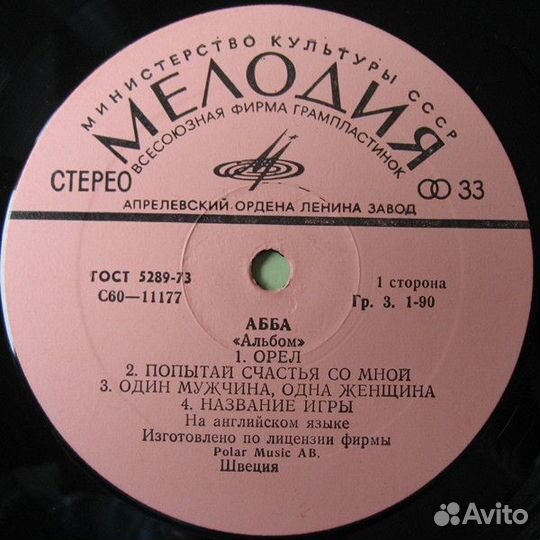 МИНИСТЕРСТВО КУЛЬТУРЫ СССР
МЕЛОДИЯ
ВСЕСОЮЗНАЯ ФИРМА ГРАМПЛАСТИНОК
СТЕРЕО
33
АПРЕЛЕВСКИЙ ОРДЕНА ЛЕНИНА ЗАВОД
ГОСТ 5289-73
С60—11177
1 сторона
Гр. 3. 1-90
АББА
«Альбом»
1. ОРЕЛ
2. ПОПЫТАЙ СЧАСТЬЯ СО МНОЙ
3. ОДИН МУЖЧИНА, ОДНА ЖЕНЩИНА
4. НАЗВАНИЕ ИГРЫ
На английском языке
Изготовлено по лицензии фирмы
Polar Music AB.
Швеция
Avito